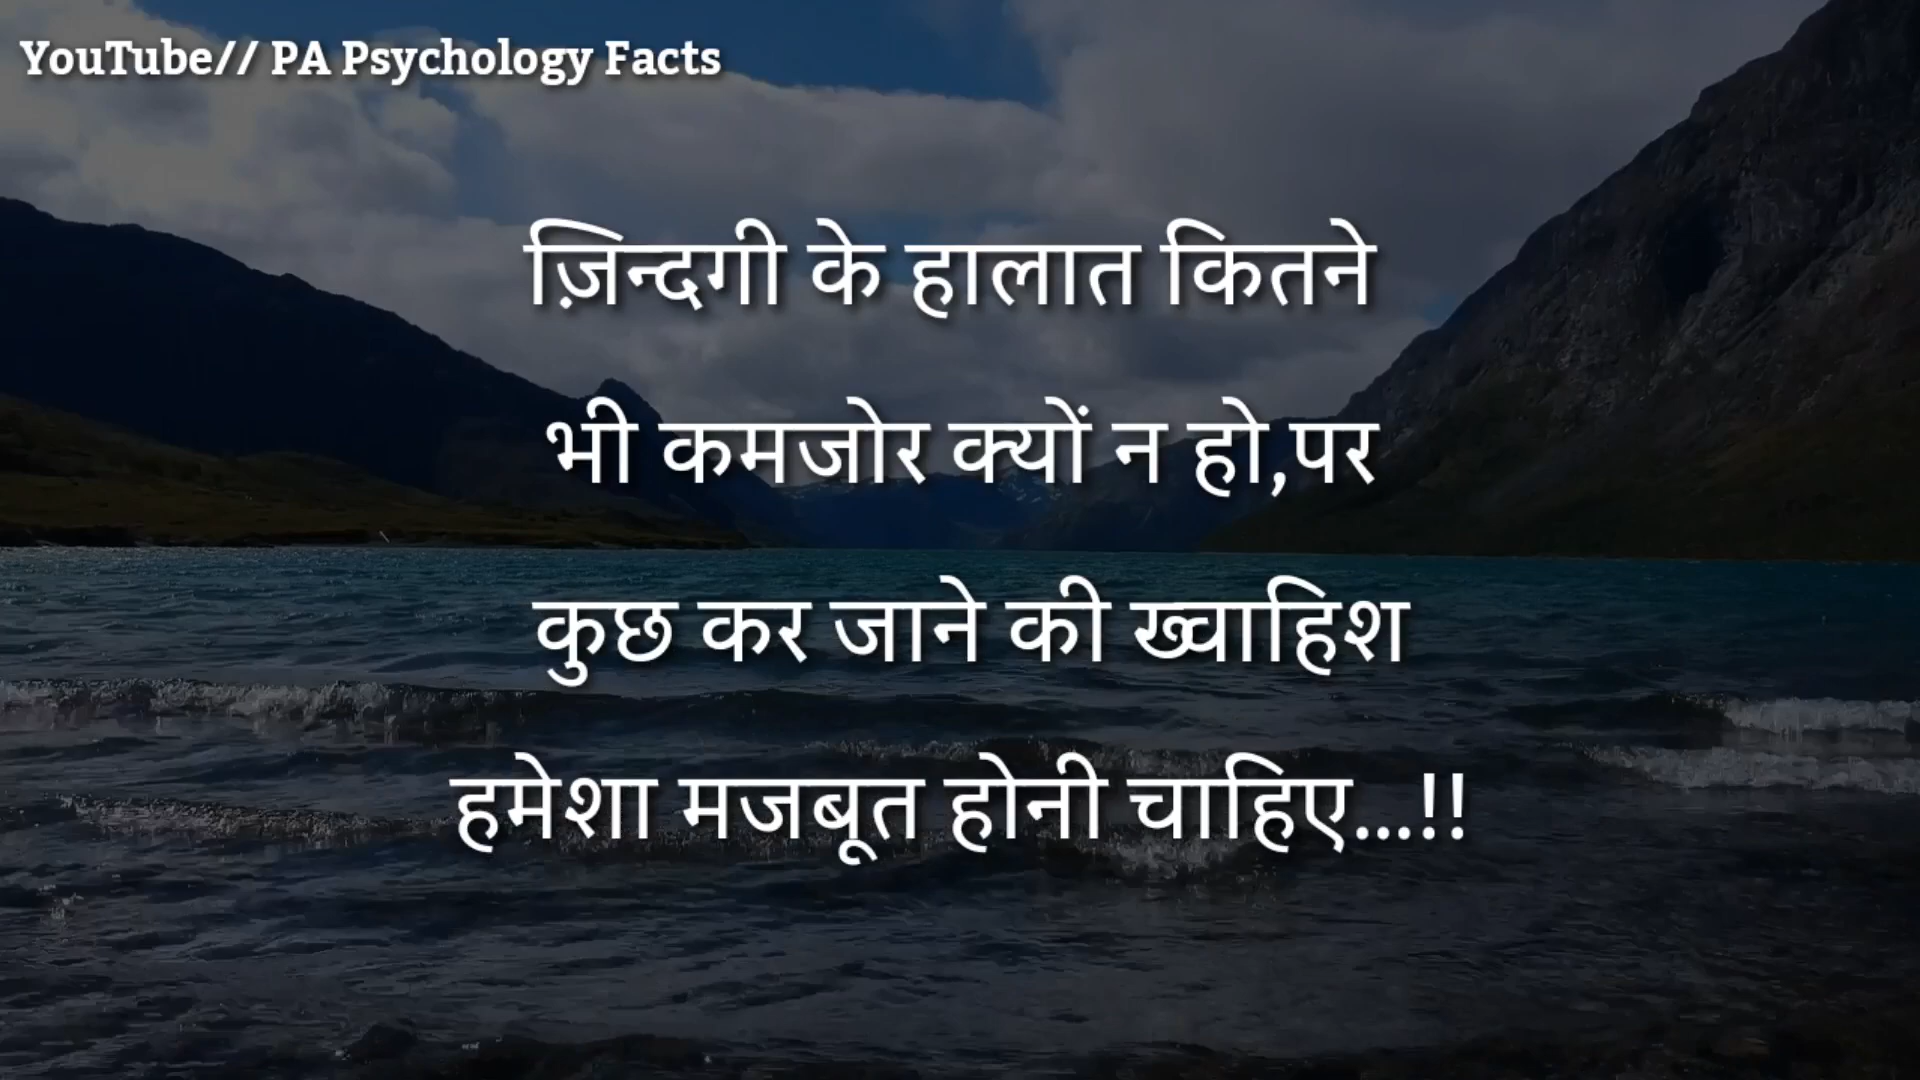 YouTube// PA Psychology Facts
ज़िन्दगी के हालात कितने
भी कमजोर क्यों न हो,पर
कुछ कर जाने की ख्वाहिश
हमेशा मजबूत होनी चाहिए...!!